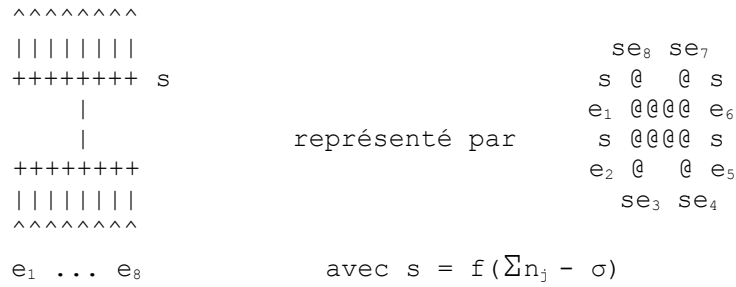 ^^^^^^^^
||||||||                                  se₈ se₇
++++++++ s                               s @  @ s
    |                                    e₁ @@@@ e₆
    |              représenté par        s @@@@ s
++++++++                                 e₂ @  @ e₅
||||||||                                  se₃ se₄
^^^^^^^^
e₁ ... e₈            avec s = f(Σnⱼ - σ)